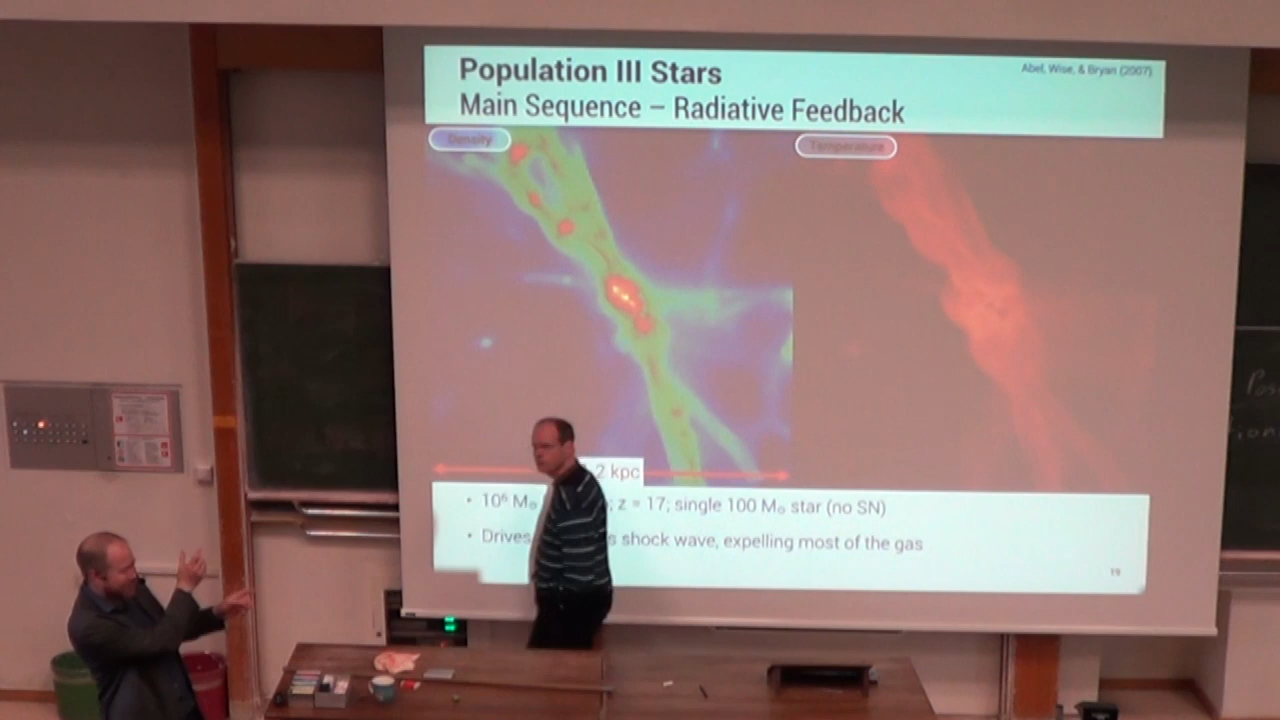 Population III Stars
Abel, Wise, & Bryan (2007)
Main Sequence – Radiative Feedback
Density
Temperature
2 kpc
• 10⁶ M☉ ; z = 17; single 100 M☉ star (no SN)
• Drives s shock wave, expelling most of the gas
19